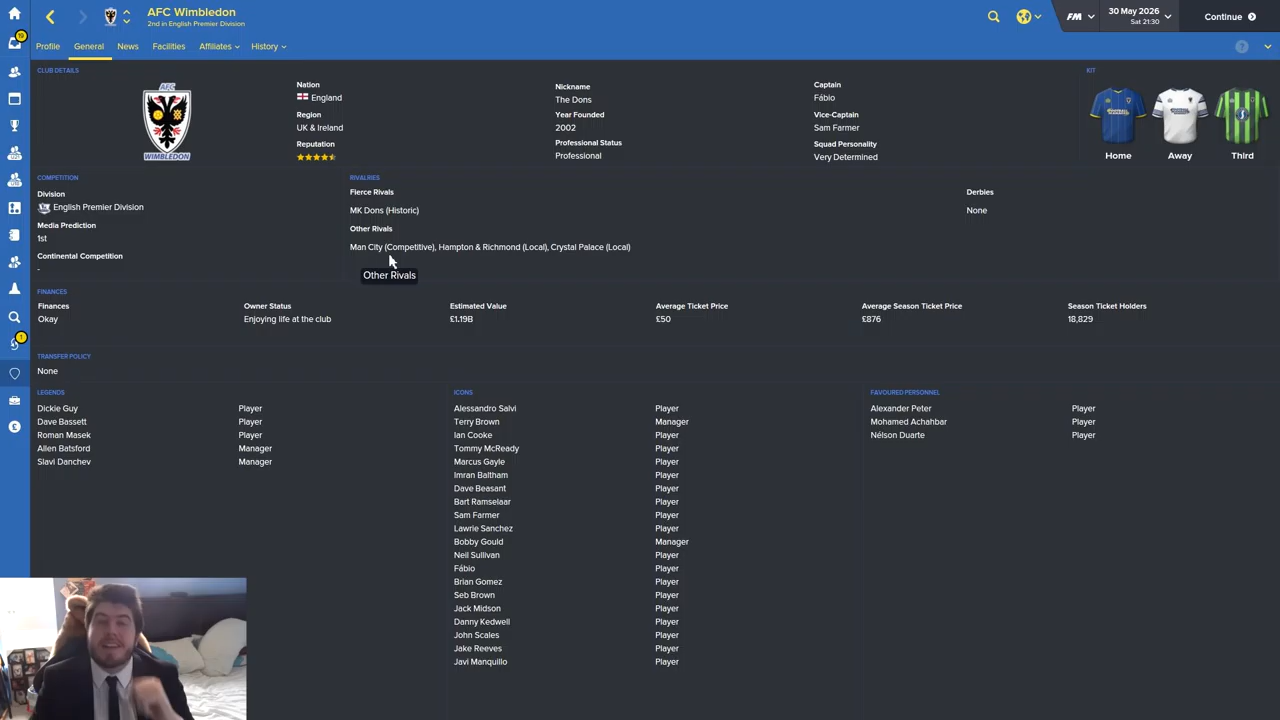 AFC Wimbledon
2nd in English Premier Division
FM
30 May 2026
Sat 21:30
Continue
19
Profile
General
News
Facilities
Affiliates
History
?
CLUB DETAILS
KIT
AFC
WIMBLEDON
Nation
England
Region
UK & Ireland
Reputation
Nickname
The Dons
Year Founded
2002
Professional Status
Professional
Captain
Fábio
Vice-Captain
Sam Farmer
Squad Personality
Very Determined
Home
Away
Third
COMPETITION
Division
English Premier Division
Media Prediction
1st
Continental Competition
-
RIVALRIES
Fierce Rivals
MK Dons (Historic)
Other Rivals
Man City (Competitive), Hampton & Richmond (Local), Crystal Palace (Local)
Other Rivals
Derbies
None
FINANCES
Finances
Okay
Owner Status
Enjoying life at the club
Estimated Value
£1.19B
Average Ticket Price
£50
Average Season Ticket Price
£876
Season Ticket Holders
18,829
1
TRANSFER POLICY
None
LEGENDS
Dickie Guy Player
Dave Bassett Player
Roman Masek Player
Allen Batsford Manager
Slavi Danchev Manager
ICONS
Alessandro Salvi Player
Terry Brown Manager
Ian Cooke Player
Tommy McReady Player
Marcus Gayle Player
Imran Baltham Player
Dave Beasant Player
Bart Ramselaar Player
Sam Farmer Player
Lawrie Sanchez Player
Bobby Gould Manager
Neil Sullivan Player
Fábio Player
Brian Gomez Player
Seb Brown Player
Jack Midson Player
Danny Kedwell Player
John Scales Player
Jake Reeves Player
Javi Manquillo Player
FAVOURED PERSONNEL
Alexander Peter Player
Mohamed Achahbar Player
Nélson Duarte Player